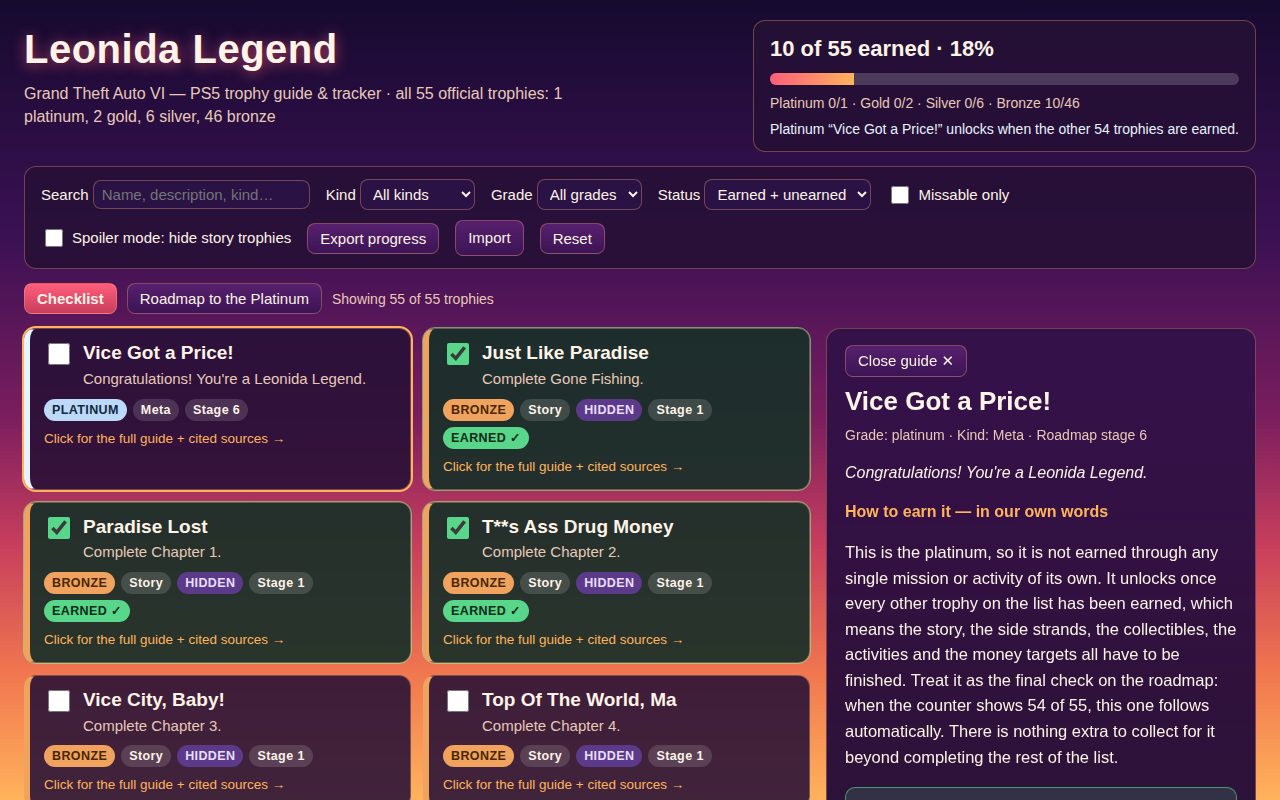 Leonida Legend
Grand Theft Auto VI — PS5 trophy guide & tracker · all 55 official trophies: 1
platinum, 2 gold, 6 silver, 46 bronze
10 of 55 earned · 18%
Platinum 0/1 · Gold 0/2 · Silver 0/6 · Bronze 10/46
Platinum “Vice Got a Price!” unlocks when the other 54 trophies are earned.
Search Name, description, kind… Kind All kinds Grade All grades Status Earned + unearned Missable only
Spoiler mode: hide story trophies Export progress Import Reset
Checklist Roadmap to the Platinum Showing 55 of 55 trophies
Vice Got a Price!
Congratulations! You're a Leonida Legend.
PLATINUM Meta Stage 6
Click for the full guide + cited sources →
Just Like Paradise
Complete Gone Fishing.
BRONZE Story HIDDEN Stage 1
EARNED ✓
Click for the full guide + cited sources →
Paradise Lost
Complete Chapter 1.
BRONZE Story HIDDEN Stage 1
EARNED ✓
Click for the full guide + cited sources →
T**s Ass Drug Money
Complete Chapter 2.
BRONZE Story HIDDEN Stage 1
EARNED ✓
Click for the full guide + cited sources →
Vice City, Baby!
Complete Chapter 3.
BRONZE Story HIDDEN Stage 1
Click for the full guide + cited sources →
Top Of The World, Ma
Complete Chapter 4.
BRONZE Story HIDDEN Stage 1
Click for the full guide + cited sources →
Close guide ✕
Vice Got a Price!
Grade: platinum · Kind: Meta · Roadmap stage 6
Congratulations! You're a Leonida Legend.
How to earn it — in our own words
This is the platinum, so it is not earned through any
single mission or activity of its own. It unlocks once
every other trophy on the list has been earned, which
means the story, the side strands, the collectibles, the
activities and the money targets all have to be
finished. Treat it as the final check on the roadmap:
when the counter shows 54 of 55, this one follows
automatically. There is nothing extra to collect for it
beyond completing the rest of the list.